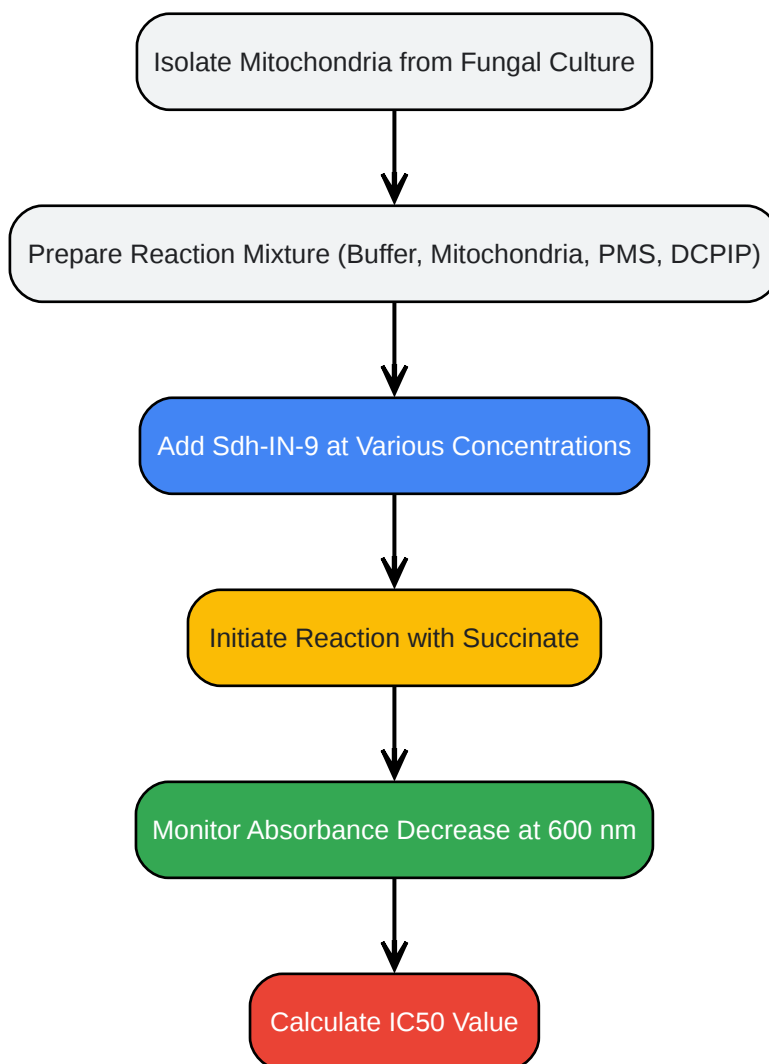 Isolate Mitochondria from Fungal Culture
Prepare Reaction Mixture (Buffer, Mitochondria, PMS, DCPIP)
Add Sdh-IN-9 at Various Concentrations
Initiate Reaction with Succinate
Monitor Absorbance Decrease at 600 nm
Calculate IC50 Value